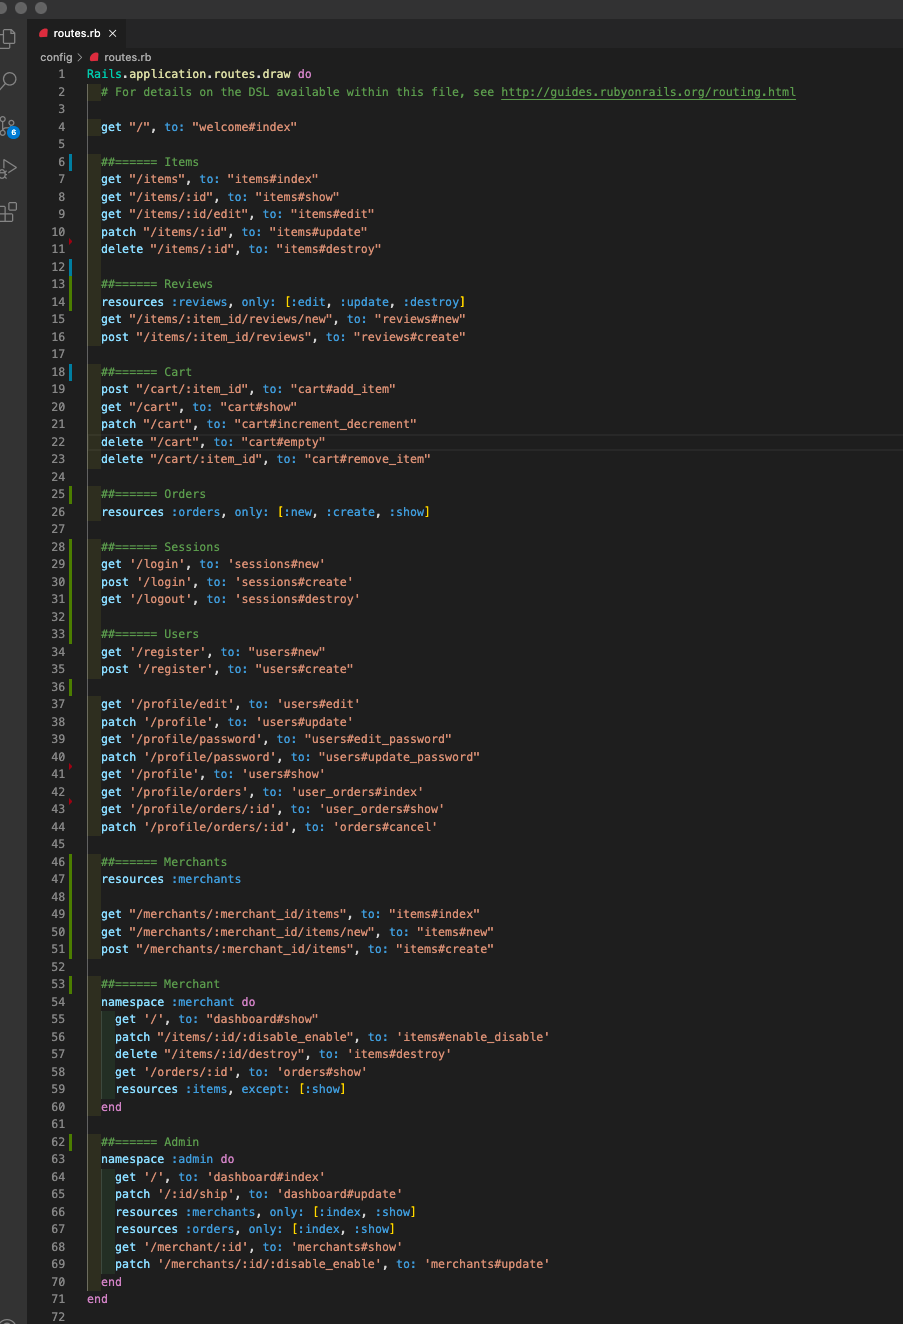 routes.rb
config > routes.rb
1 Rails.application.routes.draw do
2 # For details on the DSL available within this file, see http://guides.rubyonrails.org/routing.html
3
4 get "/", to: "welcome#index"
5
6 ##====== Items
7 get "/items", to: "items#index"
8 get "/items/:id", to: "items#show"
9 get "/items/:id/edit", to: "items#edit"
10 patch "/items/:id", to: "items#update"
11 delete "/items/:id", to: "items#destroy"
12
13 ##====== Reviews
14 resources :reviews, only: [:edit, :update, :destroy]
15 get "/items/:item_id/reviews/new", to: "reviews#new"
16 post "/items/:item_id/reviews", to: "reviews#create"
17
18 ##====== Cart
19 post "/cart/:item_id", to: "cart#add_item"
20 get "/cart", to: "cart#show"
21 patch "/cart", to: "cart#increment_decrement"
22 delete "/cart", to: "cart#empty"
23 delete "/cart/:item_id", to: "cart#remove_item"
24
25 ##====== Orders
26 resources :orders, only: [:new, :create, :show]
27
28 ##====== Sessions
29 get '/login', to: 'sessions#new'
30 post '/login', to: 'sessions#create'
31 get '/logout', to: 'sessions#destroy'
32
33 ##====== Users
34 get '/register', to: "users#new"
35 post '/register', to: "users#create"
36
37 get '/profile/edit', to: 'users#edit'
38 patch '/profile', to: 'users#update'
39 get '/profile/password', to: "users#edit_password"
40 patch '/profile/password', to: "users#update_password"
41 get '/profile', to: 'users#show'
42 get '/profile/orders', to: 'user_orders#index'
43 get '/profile/orders/:id', to: 'user_orders#show'
44 patch '/profile/orders/:id', to: 'orders#cancel'
45
46 ##====== Merchants
47 resources :merchants
48
49 get "/merchants/:merchant_id/items", to: "items#index"
50 get "/merchants/:merchant_id/items/new", to: "items#new"
51 post "/merchants/:merchant_id/items", to: "items#create"
52
53 ##====== Merchant
54 namespace :merchant do
55 get '/', to: "dashboard#show"
56 patch "/items/:id/:disable_enable", to: 'items#enable_disable'
57 delete "/items/:id/destroy", to: 'items#destroy'
58 get '/orders/:id', to: 'orders#show'
59 resources :items, except: [:show]
60 end
61
62 ##====== Admin
63 namespace :admin do
64 get '/', to: 'dashboard#index'
65 patch '/:id/ship', to: 'dashboard#update'
66 resources :merchants, only: [:index, :show]
67 resources :orders, only: [:index, :show]
68 get '/merchant/:id', to: 'merchants#show'
69 patch '/merchants/:id/:disable_enable', to: 'merchants#update'
70 end
71 end
72
6